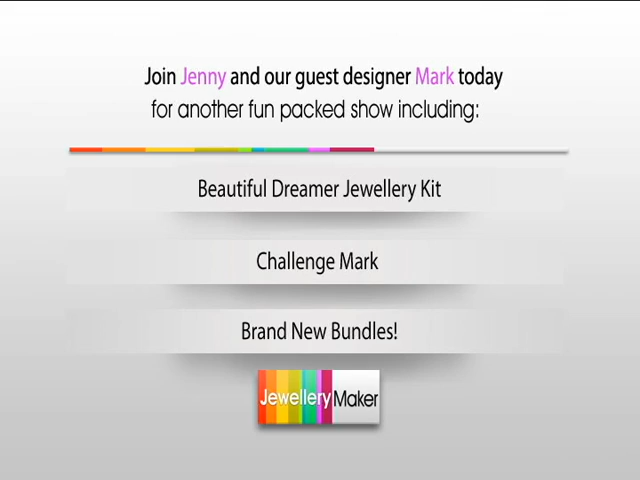 Join Jenny and our guest designer Mark today
for another fun packed show including:
Beautiful Dreamer Jewellery Kit
Challenge Mark
Brand New Bundles!
JewelleryMaker